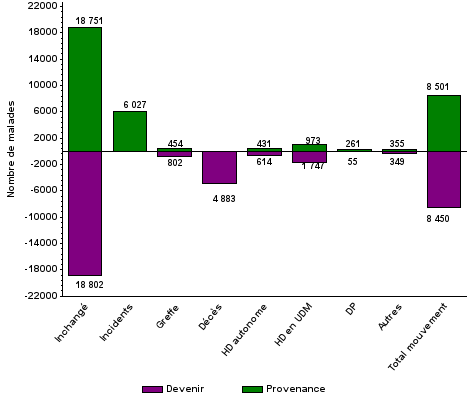 22000
18000
14000
10000
6000
2000
-2000
-6000
-10000
-14000
-18000
-22000
Nombre de malades
18 751
6 027
454
431
973
261
355
8 501
18 802
802
4 883
614
1 747
55
349
8 450
Inchangé
Incidents
Greffe
Décès
HD autonome
HD en UDM
DP
Autres
Total mouvement
Devenir
Provenance